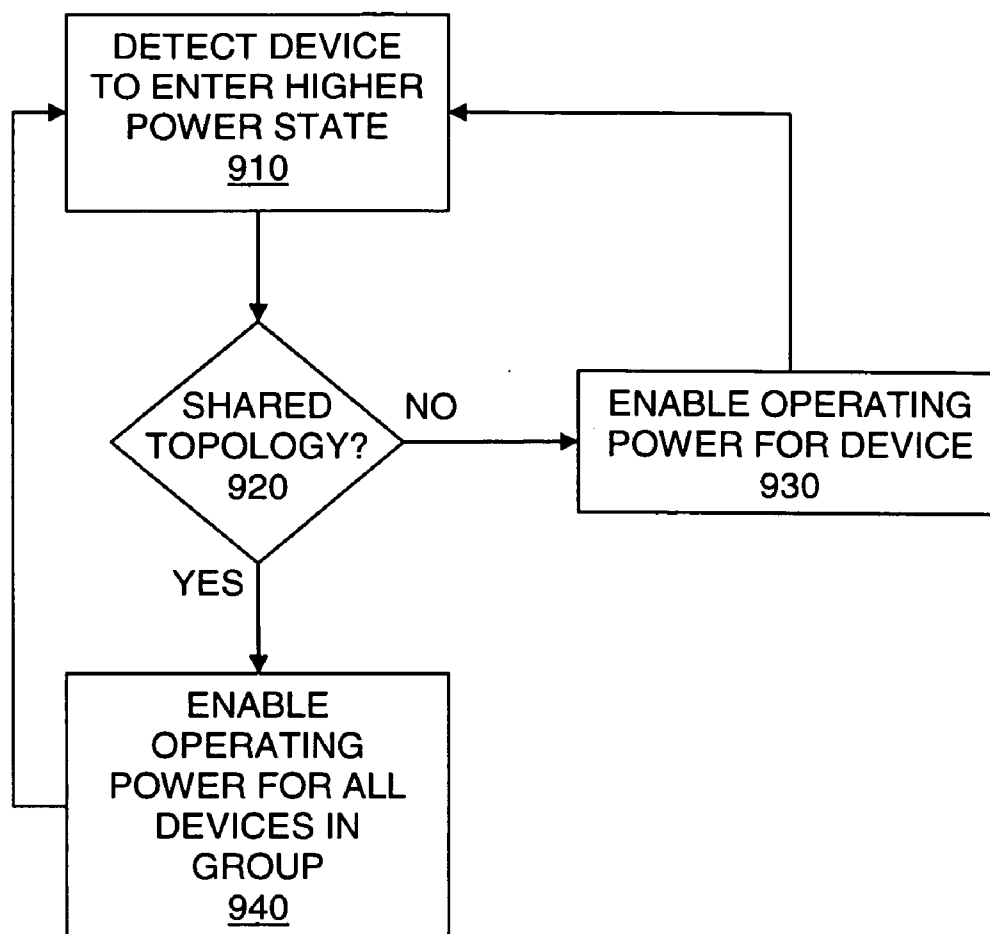 DETECT DEVICE
TO ENTER HIGHER
POWER STATE
910
SHARED
TOPOLOGY?
920
NO
ENABLE OPERATING
POWER FOR DEVICE
930
YES
ENABLE
OPERATING
POWER FOR ALL
DEVICES IN
GROUP
940